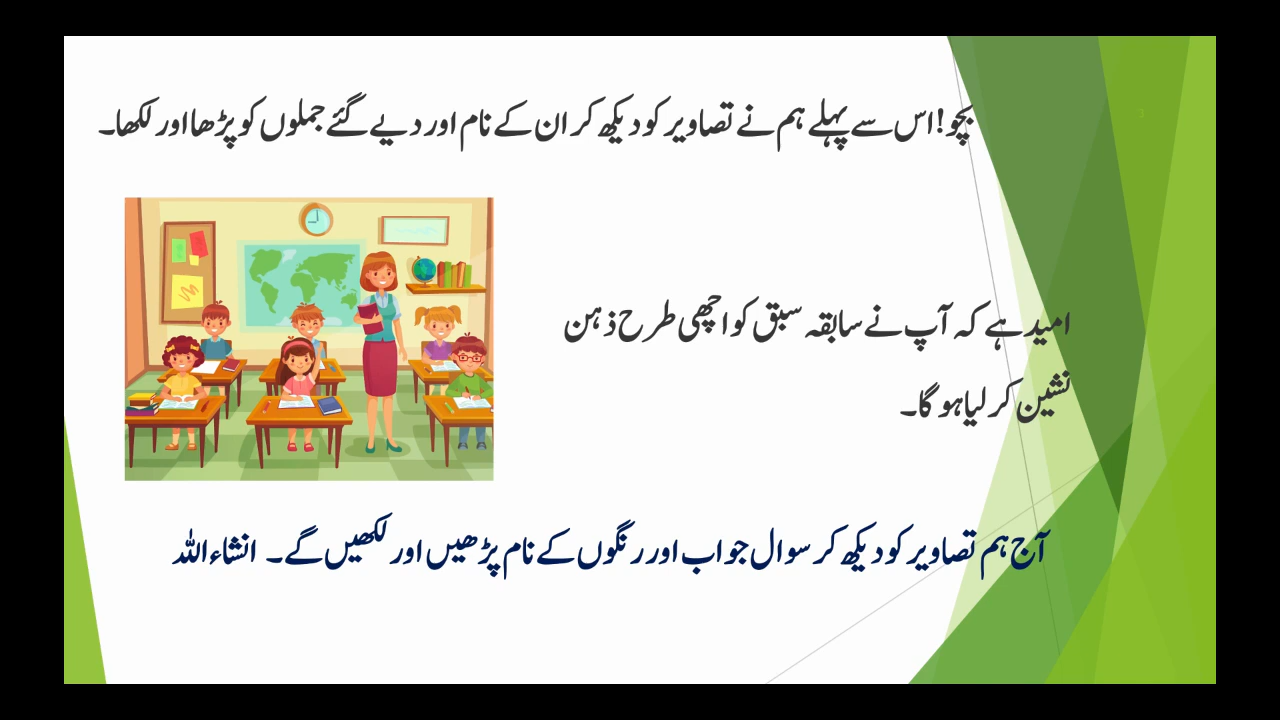 بچو! اس سے پہلے ہم نے تصاویر کو دیکھ کر ان کے نام اور دیے گئے جملوں کو پڑھا اور لکھا۔
امید ہے کہ آپ نے سابقہ سبق کو اچھی طرح ذہن
نشین کر لیا ہو گا۔
آج ہم تصاویر کو دیکھ کر سوال جواب اور رنگوں کے نام پڑھیں اور لکھیں گے۔ انشاء اللہ